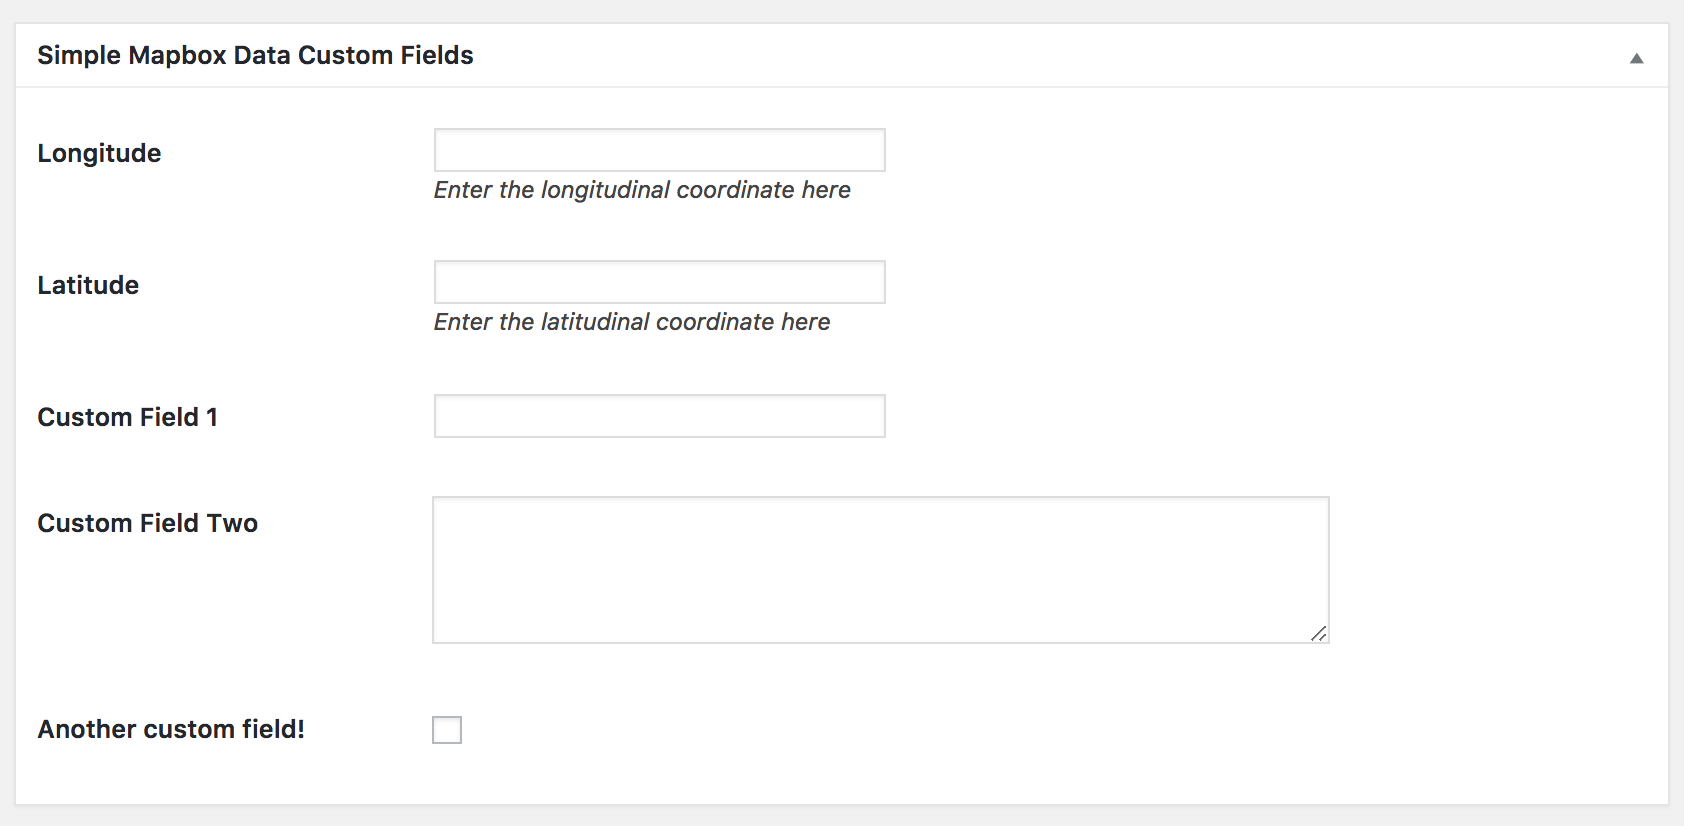 Simple Mapbox Data Custom Fields
Longitude
Enter the longitudinal coordinate here
Latitude
Enter the latitudinal coordinate here
Custom Field 1
Custom Field Two
Another custom field!